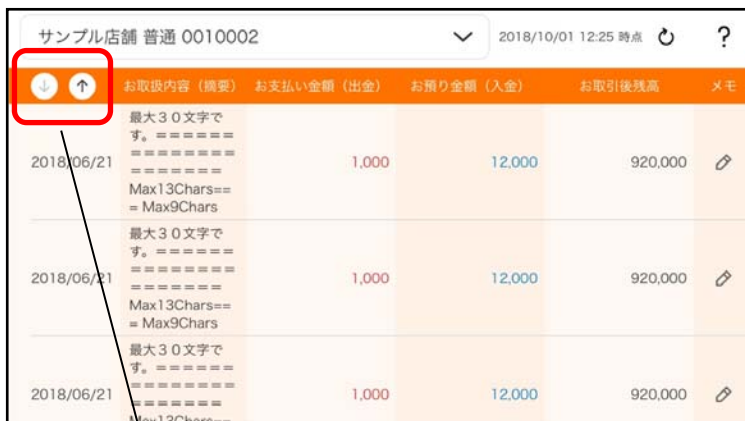 サンプル店舗 普通 0010002
2018/10/01 12:25 時点
?
↓ ↑ お取扱内容（摘要） お支払い金額（出金） お預り金額（入金） お取引後残高 メモ
最大３０文字で
す。＝＝＝＝＝＝
＝＝＝＝＝＝＝＝
2018/06/21 ＝＝＝＝＝＝＝ 1,000 12,000 920,000
Max13Chars==
= Max9Chars
最大３０文字で
す。＝＝＝＝＝＝
＝＝＝＝＝＝＝＝
2018/06/21 ＝＝＝＝＝＝＝ 1,000 12,000 920,000
Max13Chars==
= Max9Chars
最大３０文字で
す。＝＝＝＝＝＝
＝＝＝＝＝＝＝＝
2018/06/21 ＝＝＝＝＝＝＝ 1,000 12,000 920,000
Max13Chars==